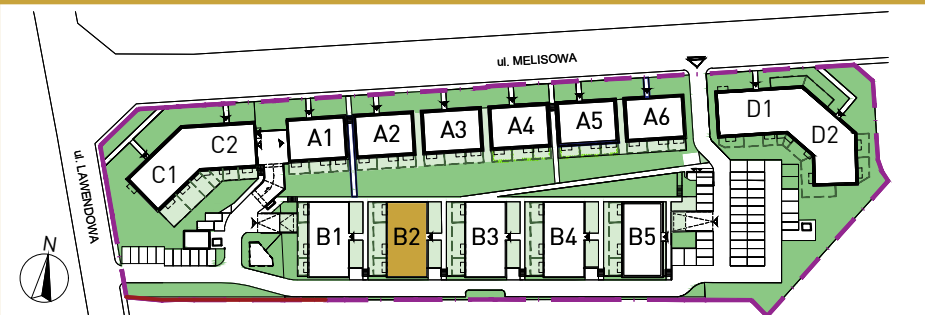 ul. MELISOWA
ul. LAWENDOWA
C1
C2
A1
A2
A3
A4
A5
A6
D1
D2
B1
B2
B3
B4
B5
N